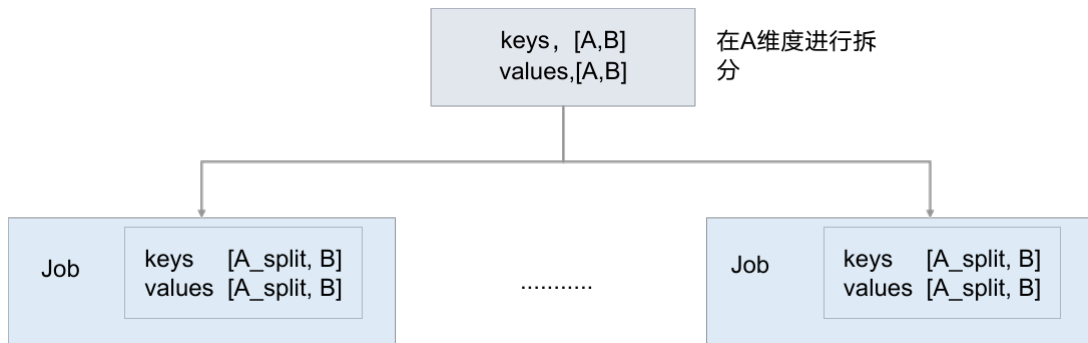 keys，[A,B]
values,[A,B]
在A维度进行拆
分
Job
keys [A_split, B]
values [A_split, B]
...........
Job
keys [A_split, B]
values [A_split, B]